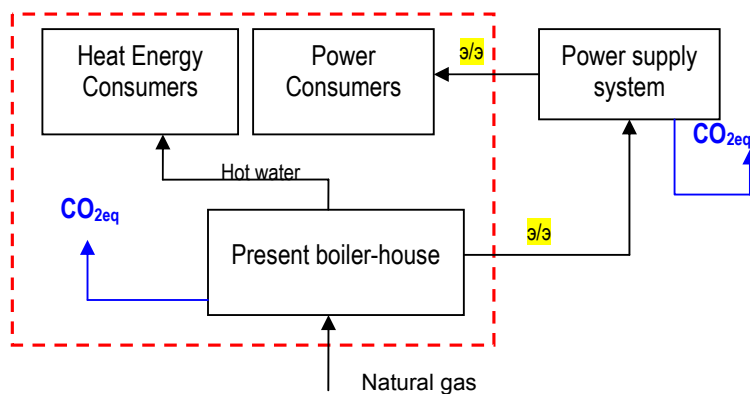 Heat Energy
Consumers
Power
Consumers
э/э
Power supply
system
CO2eq
Hot water
CO2eq
Present boiler-house
э/э
Natural gas